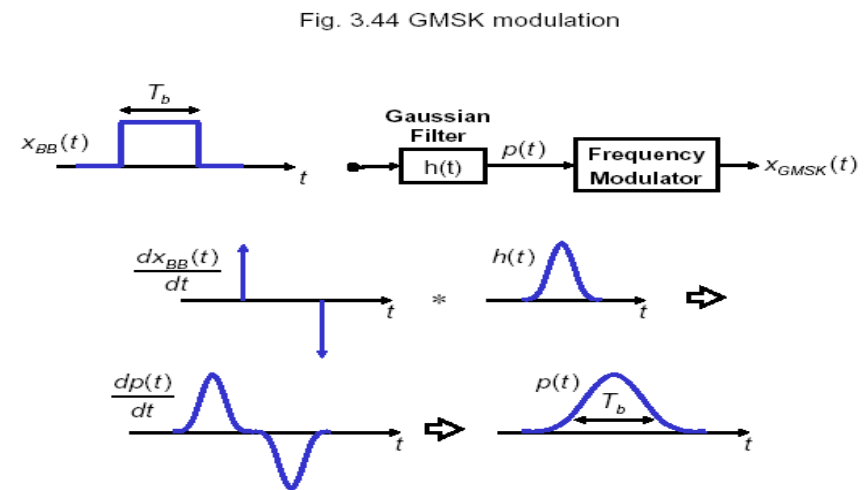 Fig. 3.44 GMSK modulation
T_b
x_BB(t)
t
Gaussian
Filter
h(t)
p(t)
Frequency
Modulator
x_GMSK(t)
dx_BB(t)
dt
t
*
h(t)
t
dp(t)
dt
t
p(t)
T_b
t